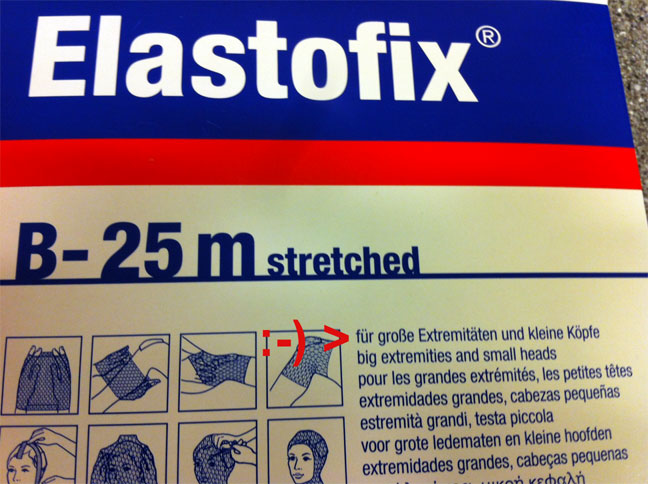 Elastofix®
B- 25 m stretched
:-) > für große Extremitäten und kleine Köpfe
big extremities and small heads
pour les grandes extrémités, les petites têtes
extremidades grandes, cabezas pequeñas
estremità grandi, testa piccola
voor grote ledematen en kleine hoofden
extremidades grandes, cabeças pequenas
μικρή κεφαλή